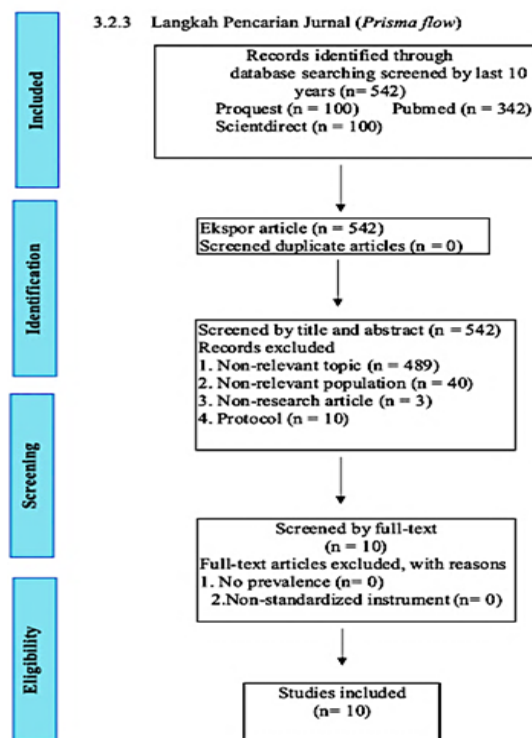 3.2.3 Langkah Pencarian Jurnal (Prisma flow)
Included
Records identified through
database searching screened by last 10
years (n= 542)
Proquest (n = 100) Pubmed (n = 342)
Scientdirect (n = 100)
Identification
Ekspor article (n = 542)
Screened duplicate articles (n = 0)
Screened by title and abstract (n = 542)
Records excluded
1. Non-relevant topic (n = 489)
2. Non-relevant population (n = 40)
3. Non-research article (n = 3)
4. Protocol (n = 10)
Screening
Screened by full-text
(n = 10)
Full-text articles excluded, with reasons
1. No prevalence (n= 0)
2.Non-standardized instrument (n= 0)
Eligibility
Studies included
(n= 10)